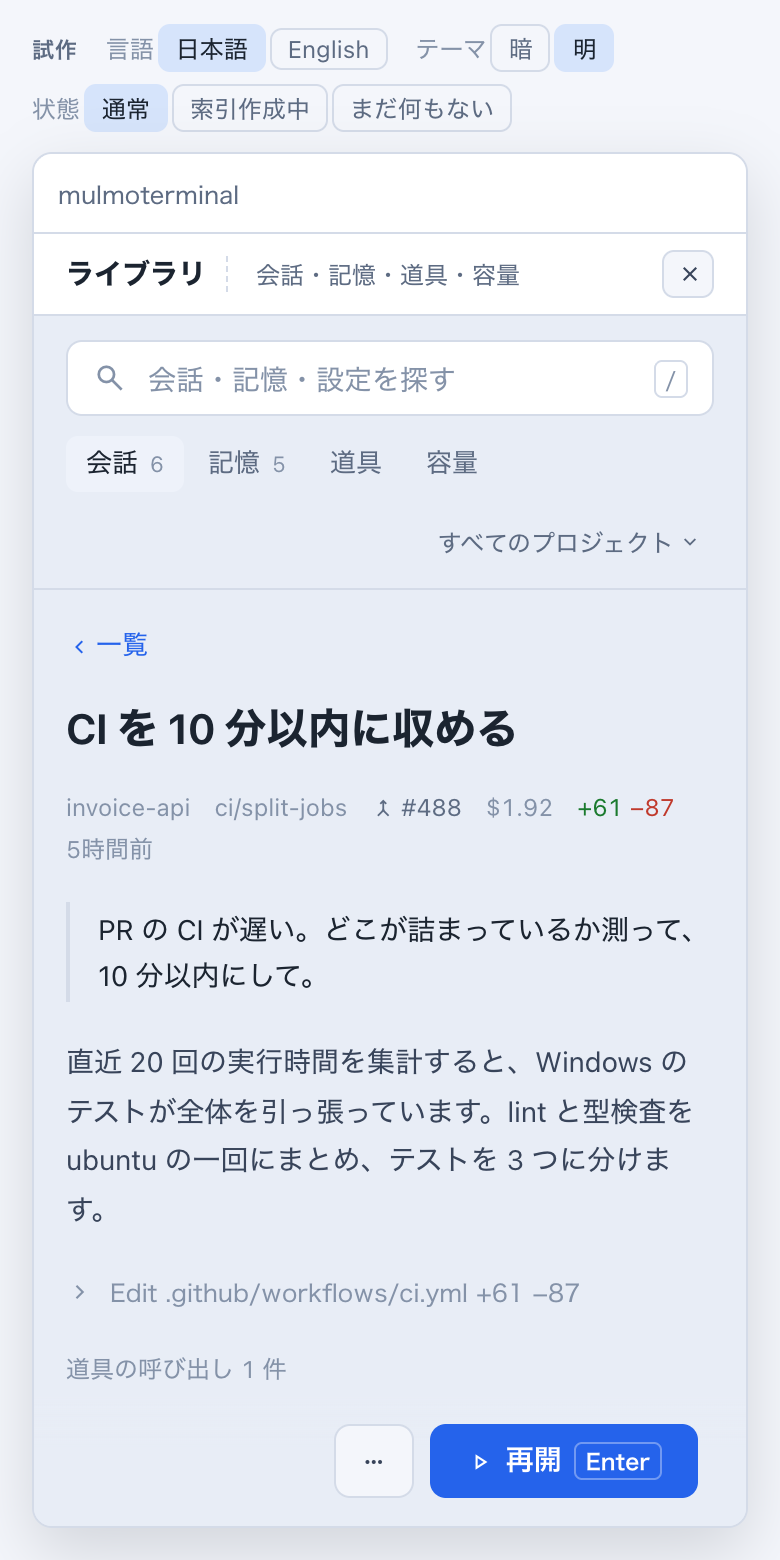 試作 言語 日本語 English テーマ 暗 明
状態 通常 索引作成中 まだ何もない
mulmoterminal
ライブラリ 会話・記憶・道具・容量 ×
会話・記憶・設定を探す /
会話 6 記憶 5 道具 容量
すべてのプロジェクト
‹ 一覧
CI を 10 分以内に収める
invoice-api ci/split-jobs #488 $1.92 +61 −87
5時間前
PR の CI が遅い。どこが詰まっているか測って、
10 分以内にして。
直近 20 回の実行時間を集計すると、Windows の
テストが全体を引っ張っています。lint と型検査を
ubuntu の一回にまとめ、テストを 3 つに分けま
す。
Edit .github/workflows/ci.yml +61 −87
道具の呼び出し 1 件
… 再開 Enter